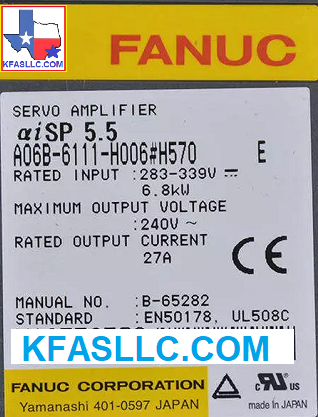 KFASLLC.COM
FANUC
SERVO AMPLIFIER
αiSP 5.5
A06B-6111-H006#H570 E
RATED INPUT :283-339V
6.8kW
MAXIMUM OUTPUT VOLTAGE
:240V~
RATED OUTPUT CURRENT
27A
CE
MANUAL NO. :B-65282
STANDARD :EN50178, UL508C
KFASLLC.COM
FANUC CORPORATION
Yamanashi 401-0597 JAPAN
c RU US
made in JAPAN